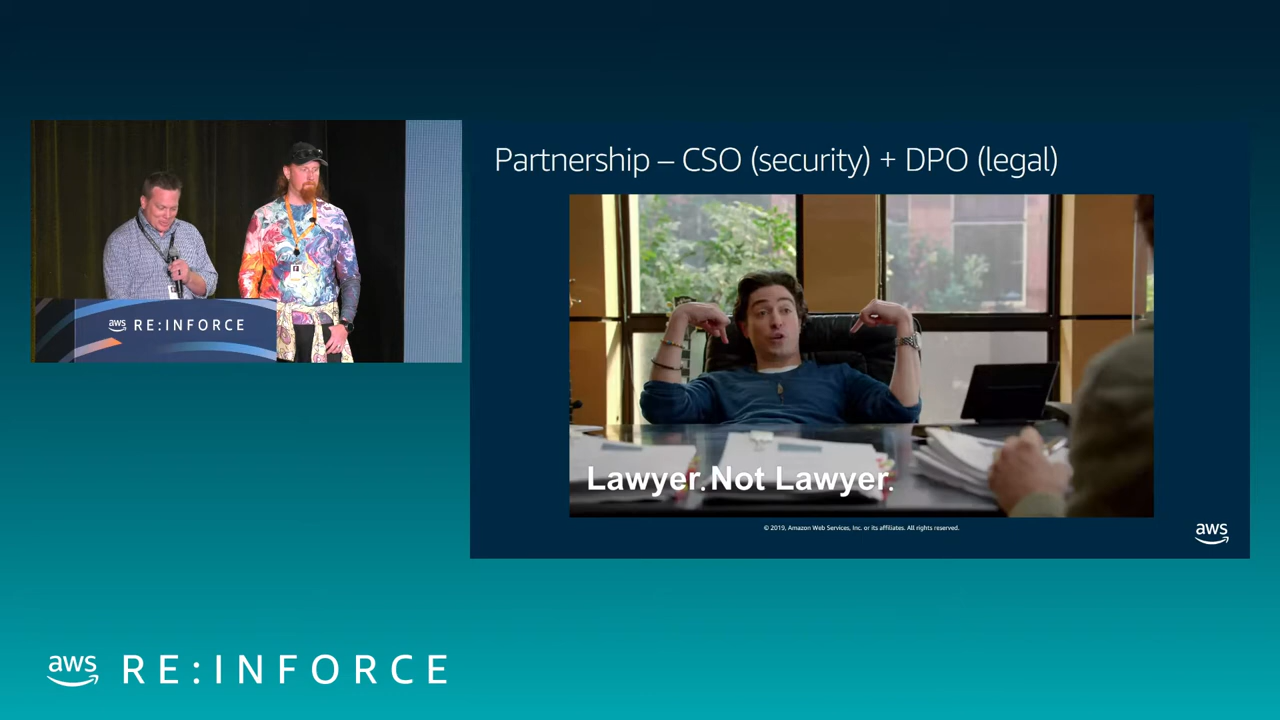 Partnership – CSO (security) + DPO (legal)
aws RE:INFORCE
Lawyer. Not Lawyer.
© 2019, Amazon Web Services, Inc. or its affiliates. All rights reserved.
aws
aws RE:INFORCE